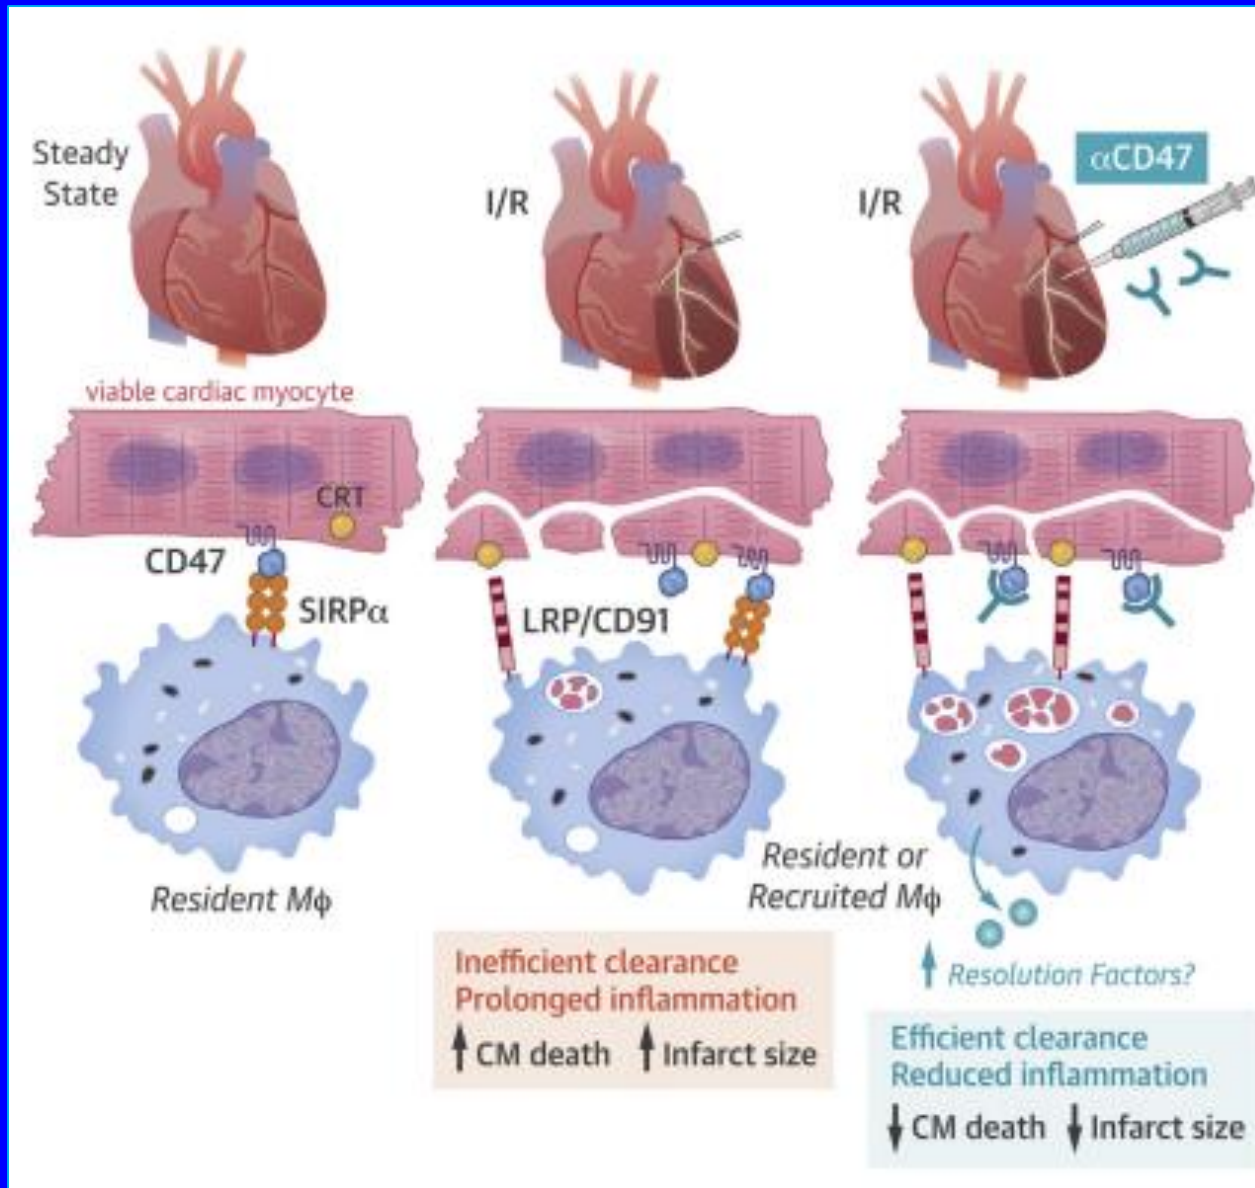 Steady
State
I/R
I/R
αCD47
viable cardiac myocyte
CRT
CD47
SIRPα
LRP/CD91
Resident Mϕ
Resident or
Recruited Mϕ
Inefficient clearance
Prolonged inflammation
↑ CM death ↑ Infarct size
↑ Resolution Factors?
Efficient clearance
Reduced inflammation
↓ CM death ↓ Infarct size